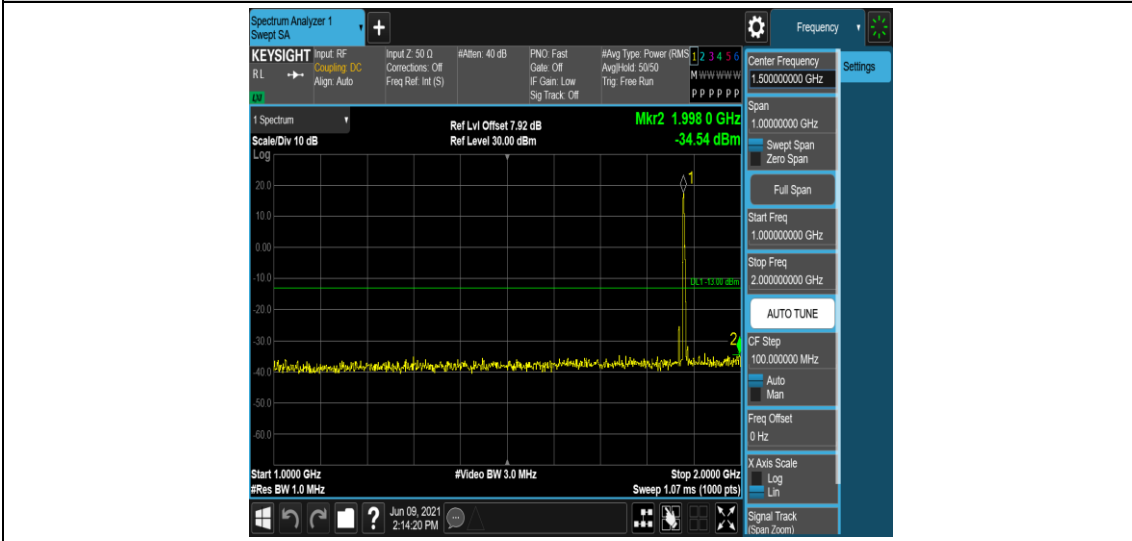 Spectrum Analyzer 1
Swept SA
Frequency
KEYSIGHT
RL
LXI
Input: RF
Coupling: DC
Align: Auto
Input Z: 50 Ω
Corrections: Off
Freq Ref: Int (S)
#Atten: 40 dB
PNO: Fast
Gate: Off
IF Gain: Low
Sig Track: Off
#Avg Type: Power (RMS
Avg|Hold: 50/50
Trig: Free Run
1 2 3 4 5 6
M W W W W W
P P P P P P
Center Frequency
1.500000000 GHz
Settings
1 Spectrum
Scale/Div 10 dB
Log
Ref Lvl Offset 7.92 dB
Ref Level 30.00 dBm
Mkr2 1.998 0 GHz
-34.54 dBm
20.0
10.0
0.00
-10.0
-20.0
-30.0
-40.0
-50.0
-60.0
1
DL1 -13.00 dBm
2
Start 1.0000 GHz
#Res BW 1.0 MHz
#Video BW 3.0 MHz
Stop 2.0000 GHz
Sweep 1.07 ms (1000 pts)
Span
1.00000000 GHz
Swept Span
Zero Span
Full Span
Start Freq
1.000000000 GHz
Stop Freq
2.000000000 GHz
AUTO TUNE
CF Step
100.000000 MHz
Auto
Man
Freq Offset
0 Hz
X Axis Scale
Log
Lin
Signal Track
(Span Zoom)
?
Jun 09, 2021
2:14:20 PM